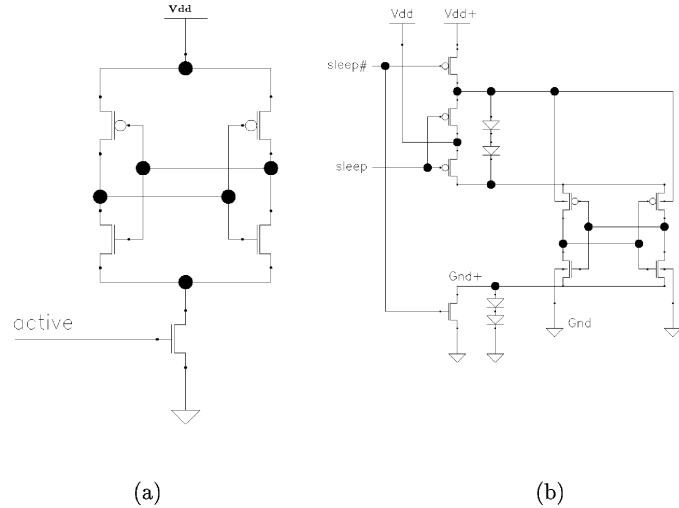 Vdd
active
(a)
Vdd Vdd+
sleep#
sleep
Gnd+
Gnd
(b)